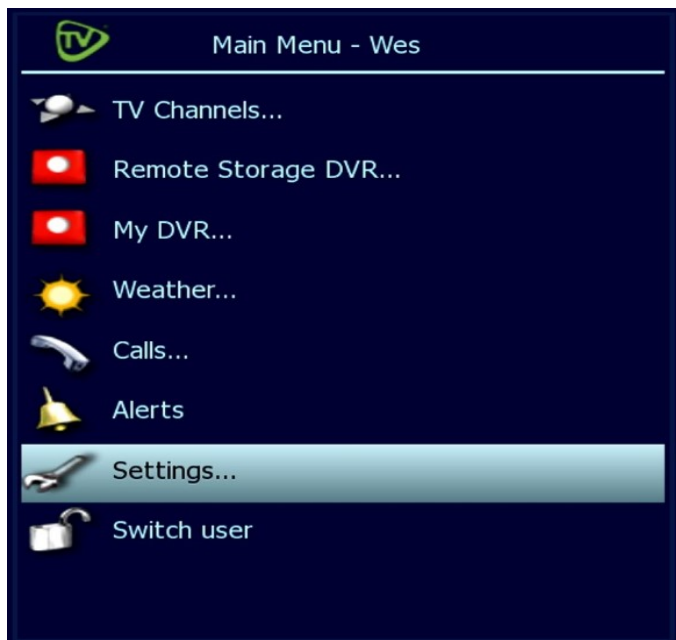 TV
Main Menu - Wes
TV Channels...
Remote Storage DVR...
My DVR...
Weather...
Calls...
Alerts
Settings...
Switch user